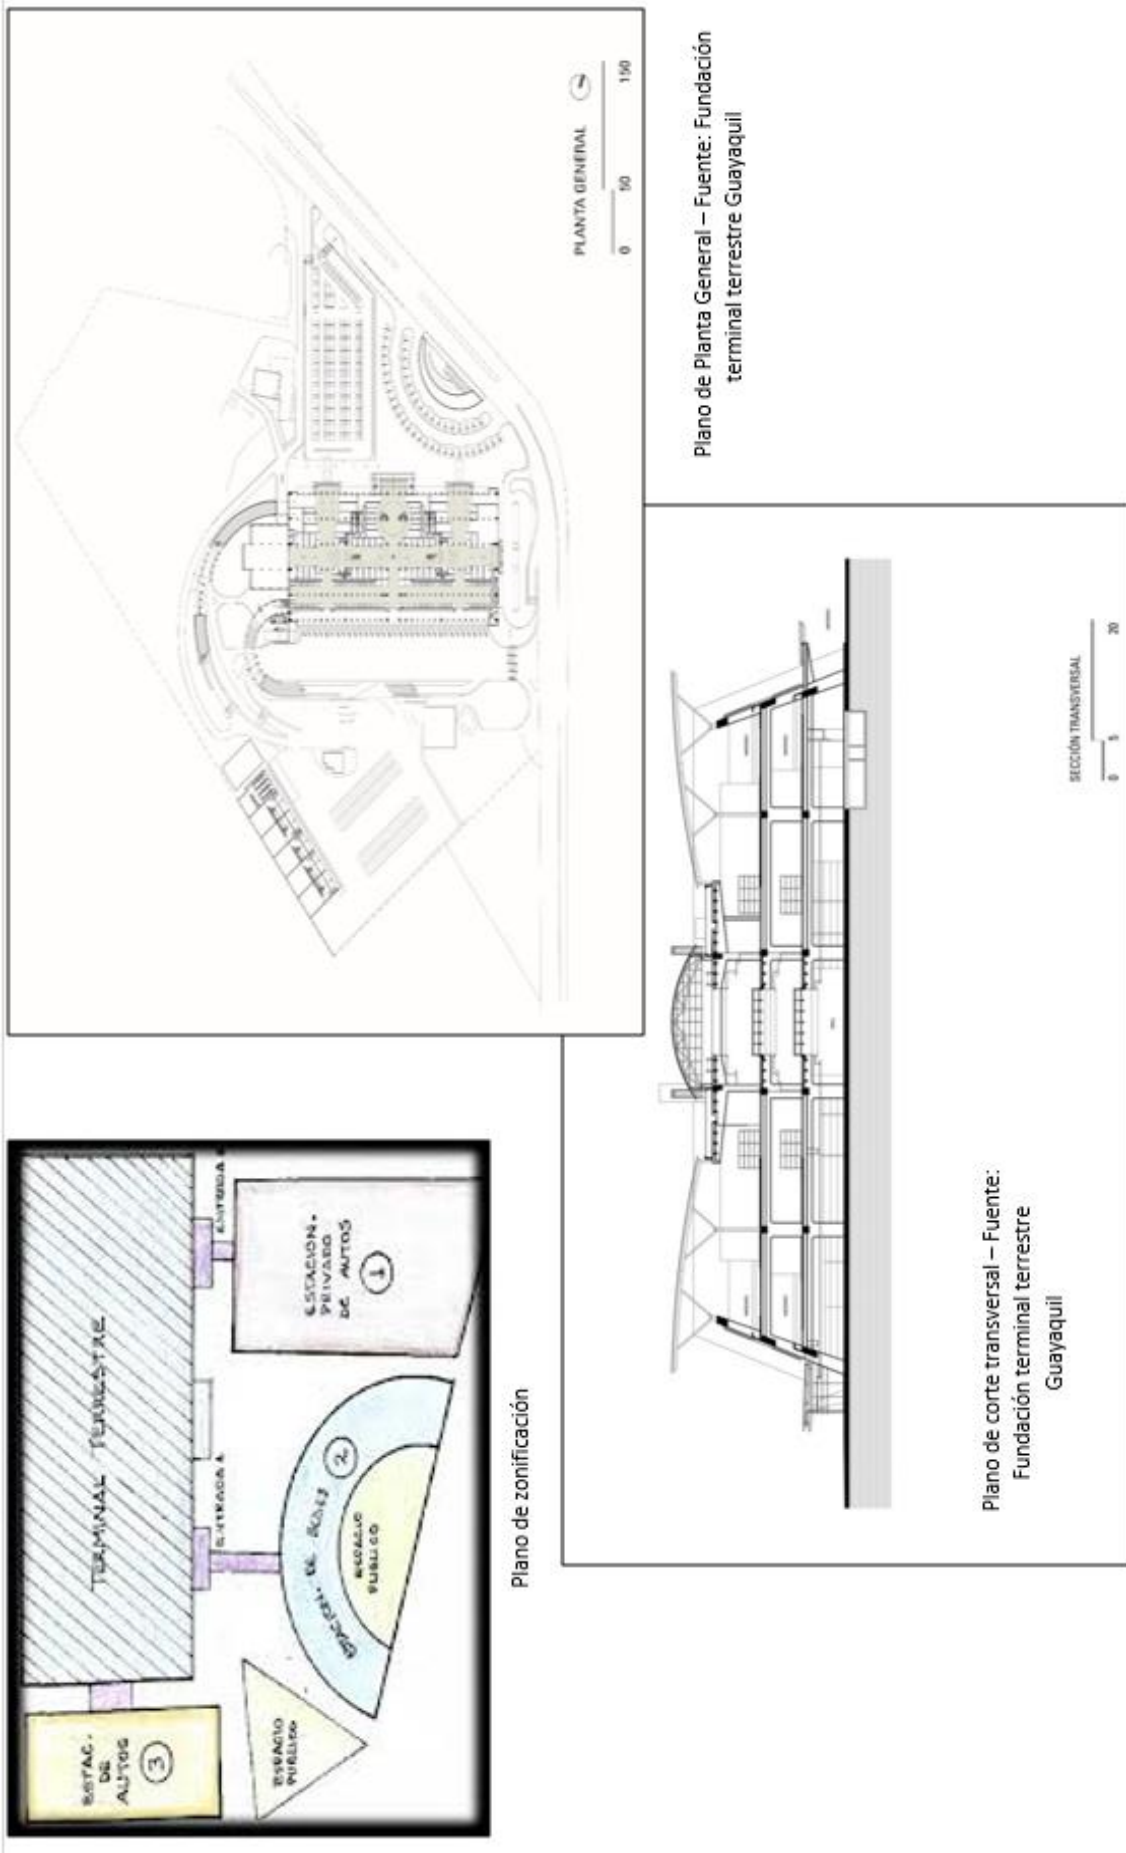 TERMINAL TERRESTRE
ESTAC.
DE
AUTOS
3
ESPACIO
PUBLICO
ESTACION. DE BUSES
2
ESPACIO
PUBLICO
ESTACION.
PRIVADO
DE AUTOS
1
ENTRADA
ENTRADA
Plano de zonificación
PLANTA GENERAL
0 50 150
Plano de Planta General – Fuente: Fundación
terminal terrestre Guayaquil
SECCIÓN TRANSVERSAL
0 5 20
Plano de corte transversal – Fuente:
Fundación terminal terrestre
Guayaquil